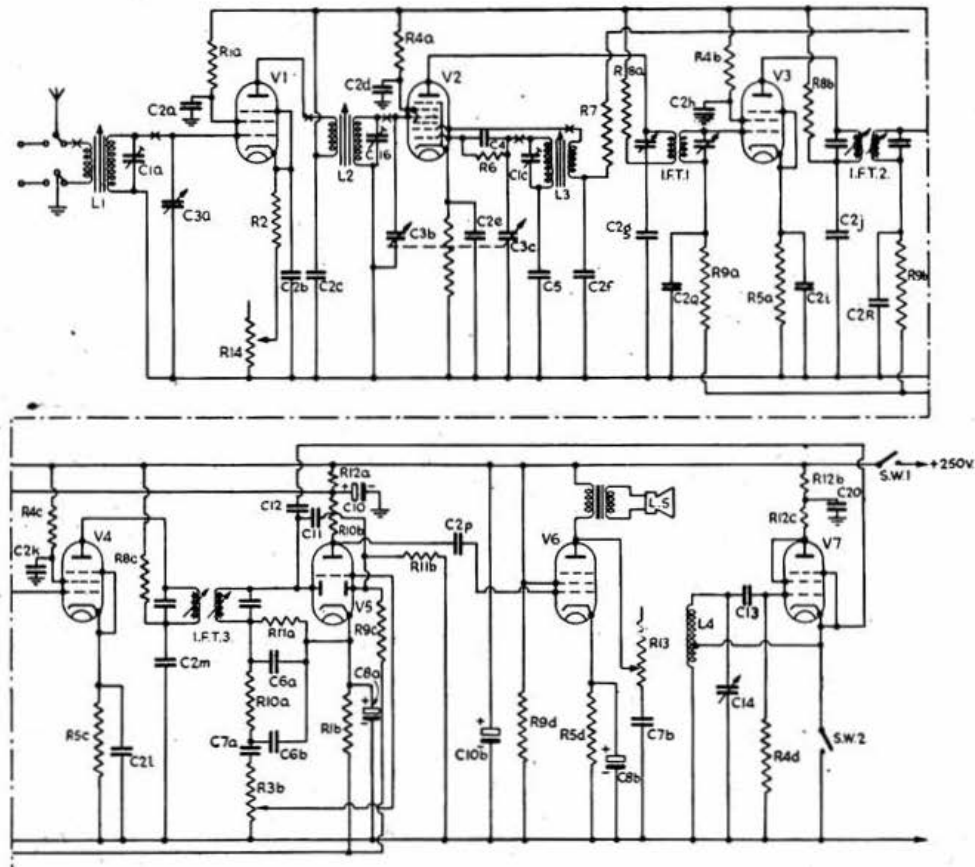 R1a
V1
R4a
V2
R18a
R4b
V3
R8b
C2a
C2d
R7
C2h
C1a
C16
C4
R6
C1c
L1
L2
L3
I.F.T.1
I.F.T.2.
C3a
R2
C3b
C2e
C3c
C2g
C2j
C2b
C2c
C5
C2f
C2Q
R9a
R5a
C2i
C2R
R9b
R14
+250V.
S.W.1
R12a
R12b
C20
C12
C10
R4c
C11
R10b
C2p
L.S
R12c
V4
V6
V7
C2k
R8c
R11b
V5
I.F.T.3.
R11a
R9c
L4
C13
R13
C2m
C6a
C8a
C14
R10a
R5c
C2l
C7a
C6b
R1b
C10b
R9d
R5d
C7b
R4d
S.W.2
C8b
R3b